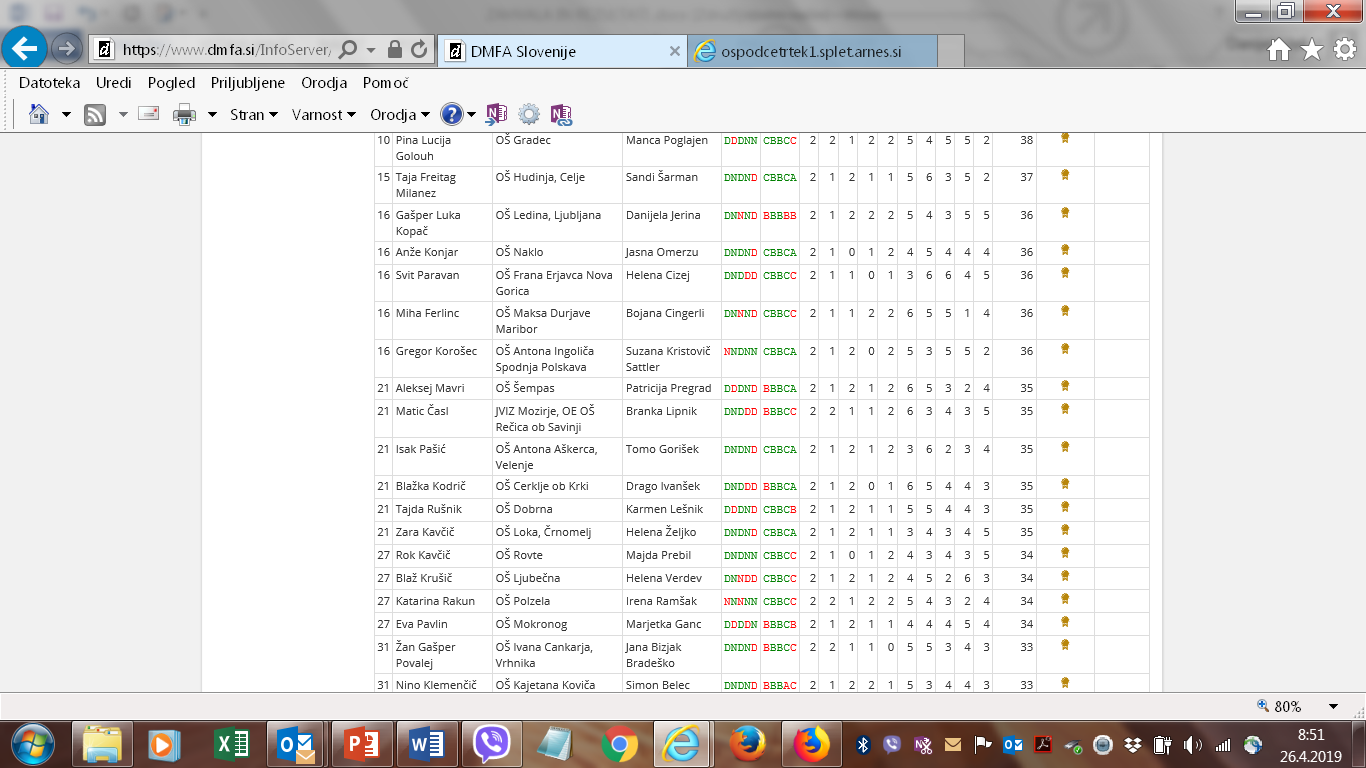 https://www.dmfa.si/InfoServer/
DMFA Slovenije
ospodcetrtek1.splet.arnes.si
Datoteka Uredi Pogled Priljubljene Orodja Pomoč
Stran Varnost Orodja
10 Pina Lucija Golouh OŠ Gradec Manca Poglajen DDDNN CBBCC 2 2 1 2 2 5 4 5 5 2 38
15 Taja Freitag Milanez OŠ Hudinja, Celje Sandi Šarman DNDND CBBCA 2 1 2 1 1 5 6 3 5 2 37
16 Gašper Luka Kopač OŠ Ledina, Ljubljana Danijela Jerina DNNND BBBBB 2 1 2 2 2 5 4 3 5 5 36
16 Anže Konjar OŠ Naklo Jasna Omerzu DNDND CBBCA 2 1 0 1 2 4 5 4 4 4 36
16 Svit Paravan OŠ Frana Erjavca Nova Gorica Helena Cizej DNDDD CBBCC 2 1 1 0 1 3 6 6 4 5 36
16 Miha Ferlinc OŠ Maksa Durjave Maribor Bojana Cingerli DNNND CBBCC 2 1 1 2 2 6 5 5 1 4 36
16 Gregor Korošec OŠ Antona Ingoliča Spodnja Polskava Suzana Kristovič Sattler NNDNN CBBCA 2 1 2 0 2 5 3 5 5 2 36
21 Aleksej Mavri OŠ Šempas Patricija Pregrad DDDND BBBCA 2 1 2 1 2 6 5 3 2 4 35
21 Matic Časl JVIZ Mozirje, OE OŠ Rečica ob Savinji Branka Lipnik DNDDD BBBCC 2 2 1 1 2 6 3 4 3 5 35
21 Isak Pašić OŠ Antona Aškerca, Velenje Tomo Gorišek DNDND CBBCA 2 1 2 1 2 3 6 2 3 4 35
21 Blažka Kodrič OŠ Cerklje ob Krki Drago Ivanšek DNDDD BBBCA 2 1 2 0 1 6 5 4 4 3 35
21 Tajda Rušnik OŠ Dobrna Karmen Lešnik DDDND CBBCB 2 1 2 1 1 5 5 4 4 3 35
21 Zara Kavčič OŠ Loka, Črnomelj Helena Željko DNDND CBBCA 2 1 2 1 1 3 4 3 4 5 35
27 Rok Kavčič OŠ Rovte Majda Prebil DNDNN CBBCC 2 1 0 1 2 4 3 4 3 5 34
27 Blaž Krušič OŠ Ljubečna Helena Verdev DNNDD CBBCC 2 1 2 1 2 4 5 2 6 3 34
27 Katarina Rakun OŠ Polzela Irena Ramšak NNNNN CBBCC 2 2 1 2 2 5 4 3 2 4 34
27 Eva Pavlin OŠ Mokronog Marjetka Ganc DDDDN BBBCB 2 1 2 1 1 4 4 4 5 4 34
31 Žan Gašper Povalej OŠ Ivana Cankarja, Vrhnika Jana Bizjak Bradeško DNDND BBBCC 2 2 1 1 0 5 5 3 4 3 33
31 Nino Klemenčič OŠ Kajetana Koviča Simon Belec DNDND BBBAC 2 1 2 2 1 5 3 4 4 3 33
80%
8:51
26.4.2019